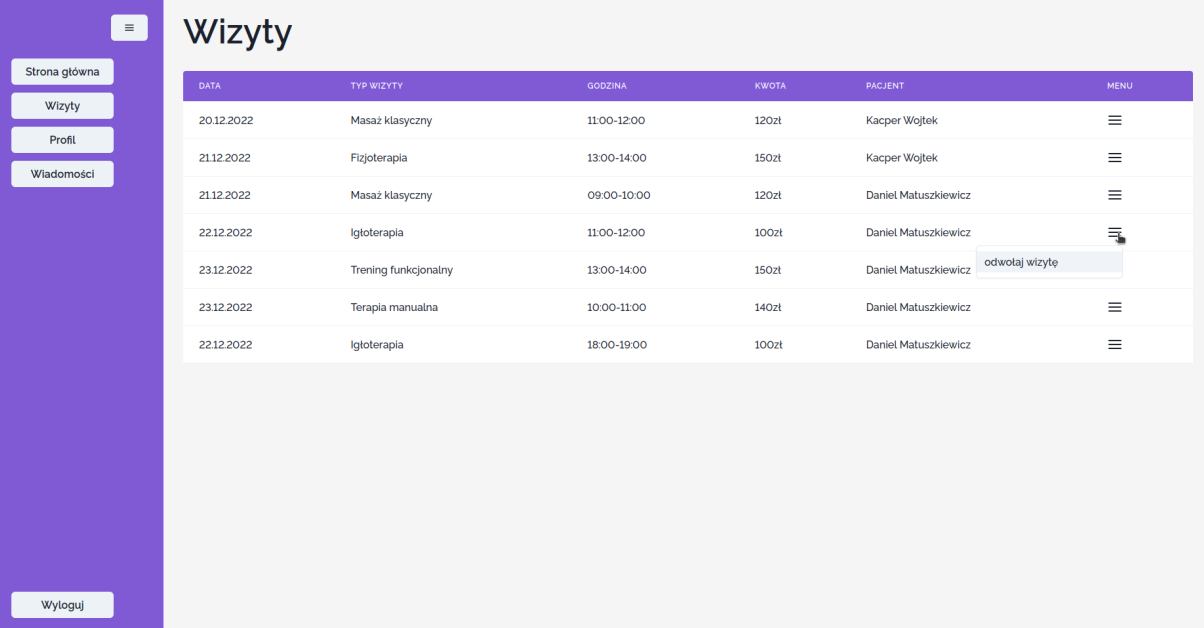 Wizyty
Strona główna
Wizyty
Profil
Wiadomości
Wyloguj
DATA TYP WIZYTY GODZINA KWOTA PACJENT MENU
20.12.2022 Masaż klasyczny 11:00-12:00 120zł Kacper Wojtek
21.12.2022 Fizjoterapia 13:00-14:00 150zł Kacper Wojtek
21.12.2022 Masaż klasyczny 09:00-10:00 120zł Daniel Matuszkiewicz
22.12.2022 Igłoterapia 11:00-12:00 100zł Daniel Matuszkiewicz
odwołaj wizytę
23.12.2022 Trening funkcjonalny 13:00-14:00 150zł Daniel Matuszkiewicz
23.12.2022 Terapia manualna 10:00-11:00 140zł Daniel Matuszkiewicz
22.12.2022 Igłoterapia 18:00-19:00 100zł Daniel Matuszkiewicz